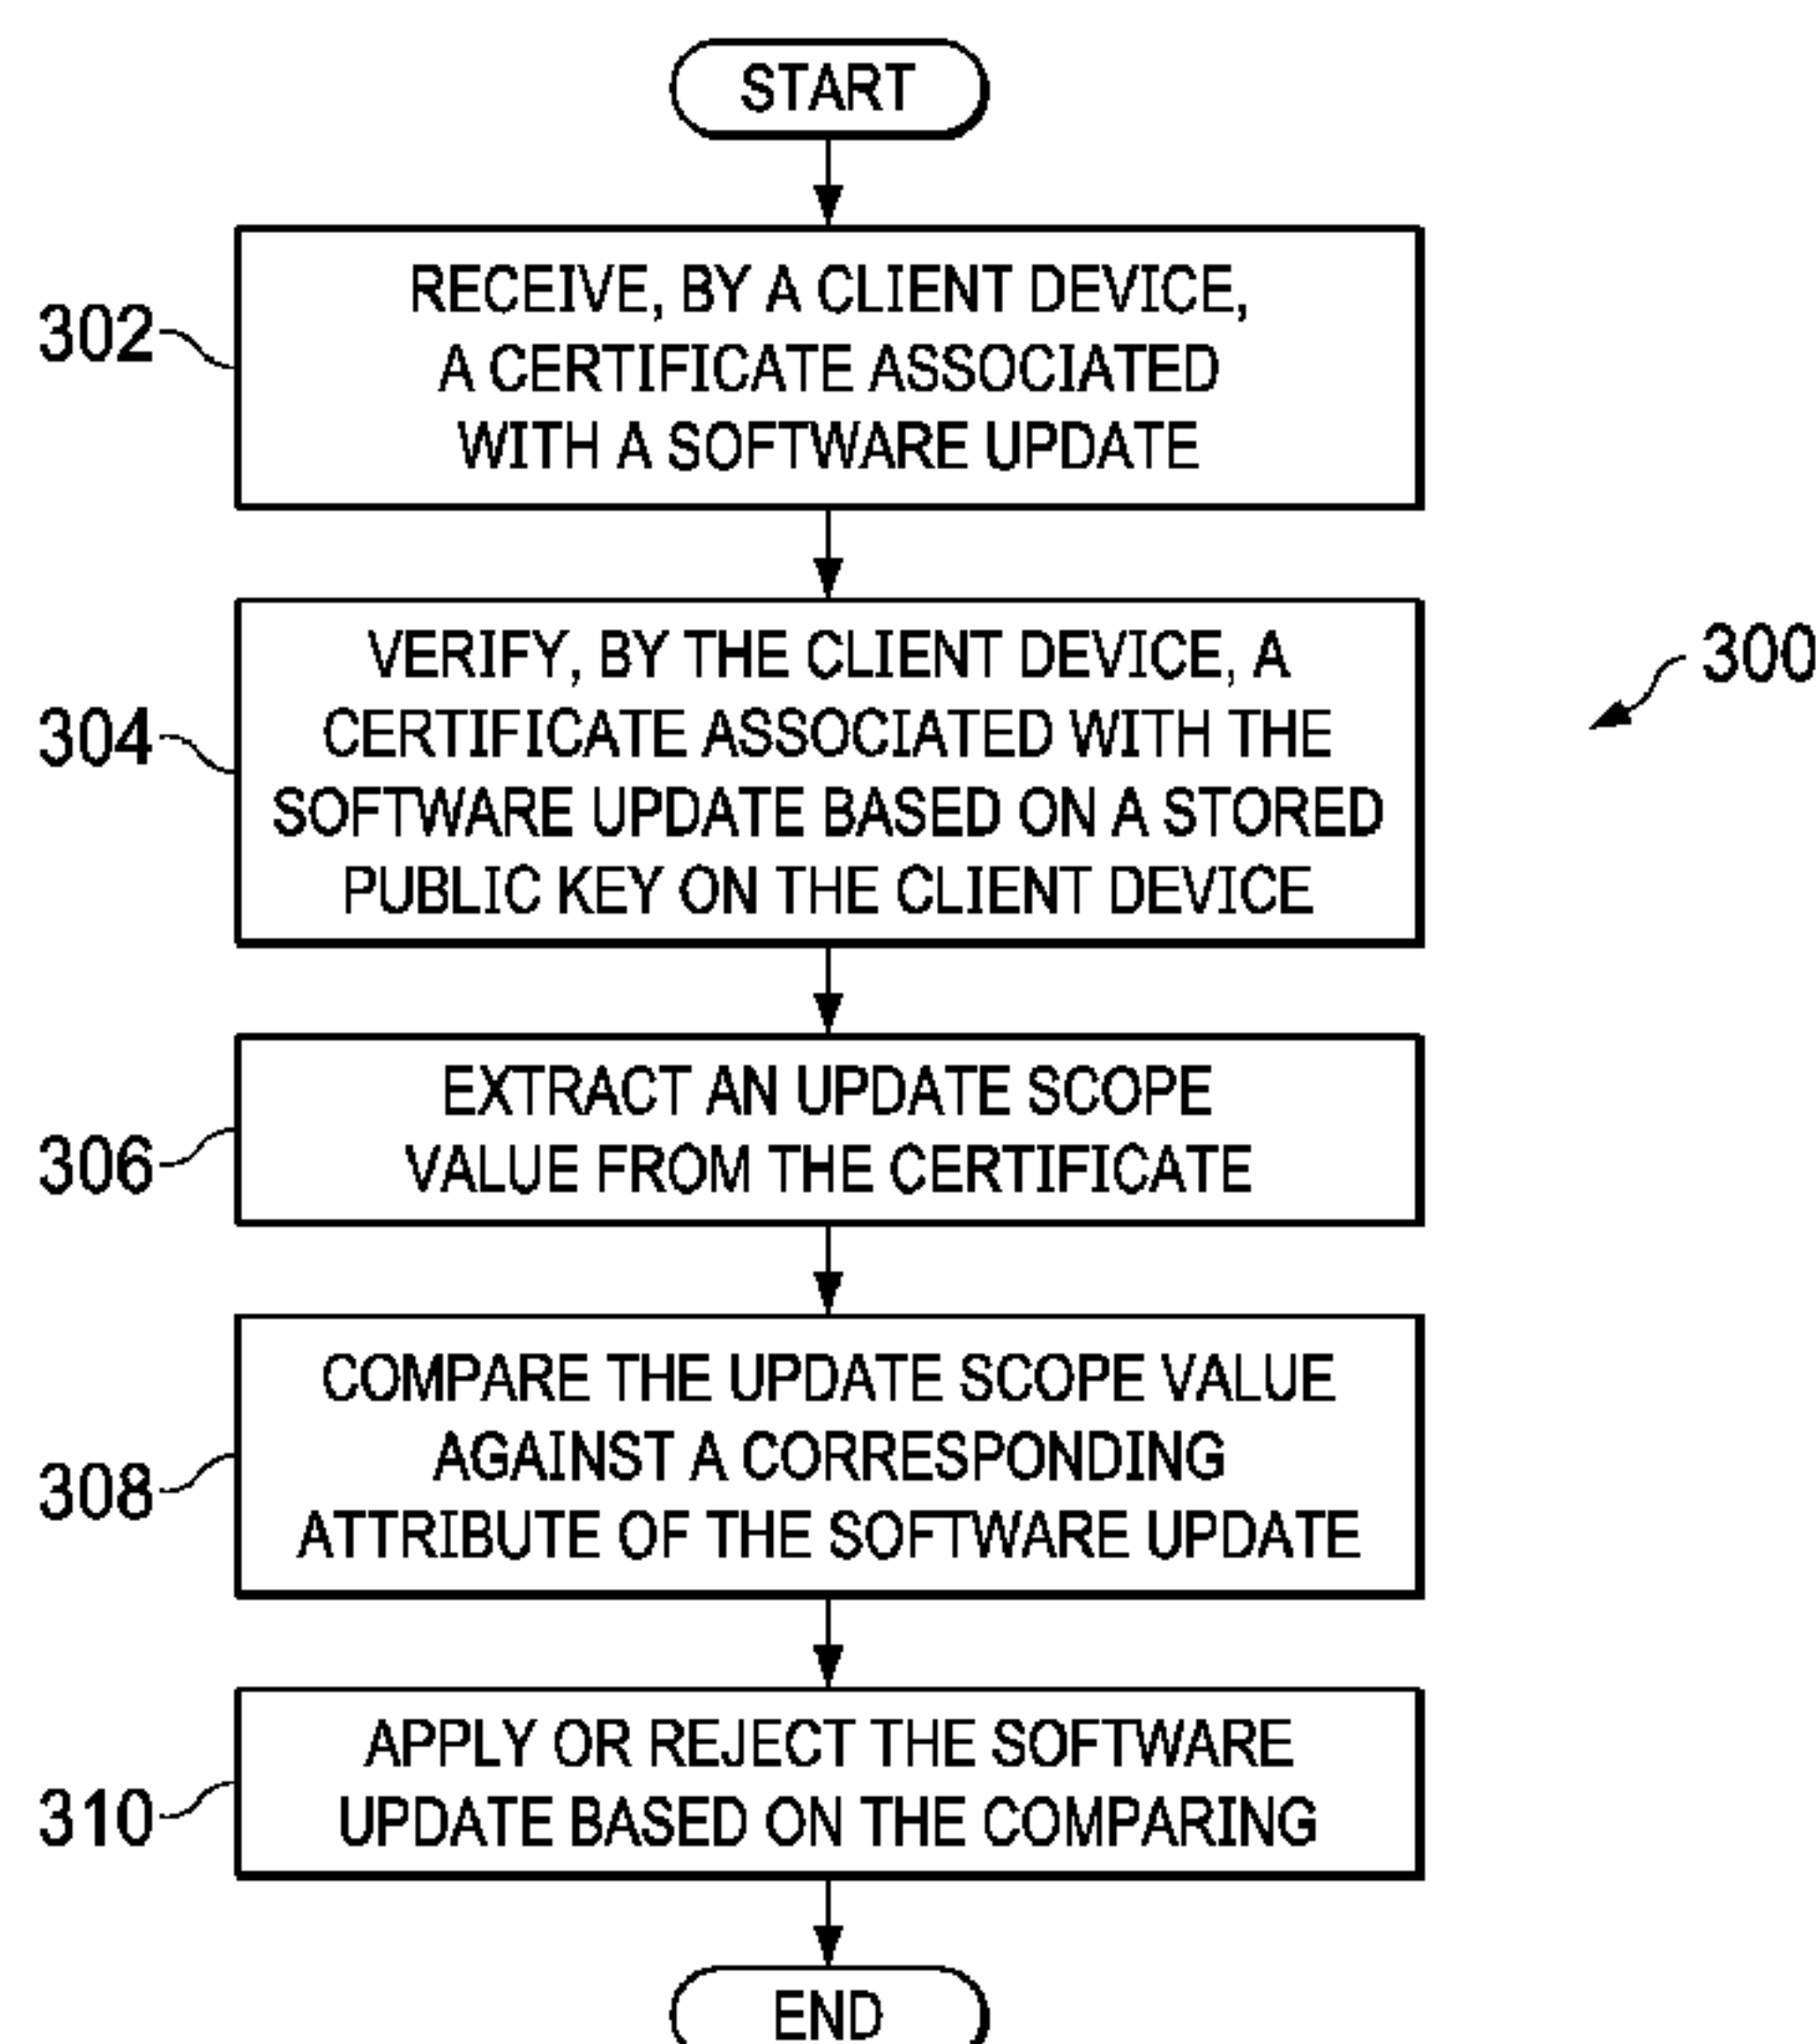 START
302
RECEIVE, BY A CLIENT DEVICE,
A CERTIFICATE ASSOCIATED
WITH A SOFTWARE UPDATE
304
VERIFY, BY THE CLIENT DEVICE, A
CERTIFICATE ASSOCIATED WITH THE
SOFTWARE UPDATE BASED ON A STORED
PUBLIC KEY ON THE CLIENT DEVICE
300
306
EXTRACT AN UPDATE SCOPE
VALUE FROM THE CERTIFICATE
308
COMPARE THE UPDATE SCOPE VALUE
AGAINST A CORRESPONDING
ATTRIBUTE OF THE SOFTWARE UPDATE
310
APPLY OR REJECT THE SOFTWARE
UPDATE BASED ON THE COMPARING
END